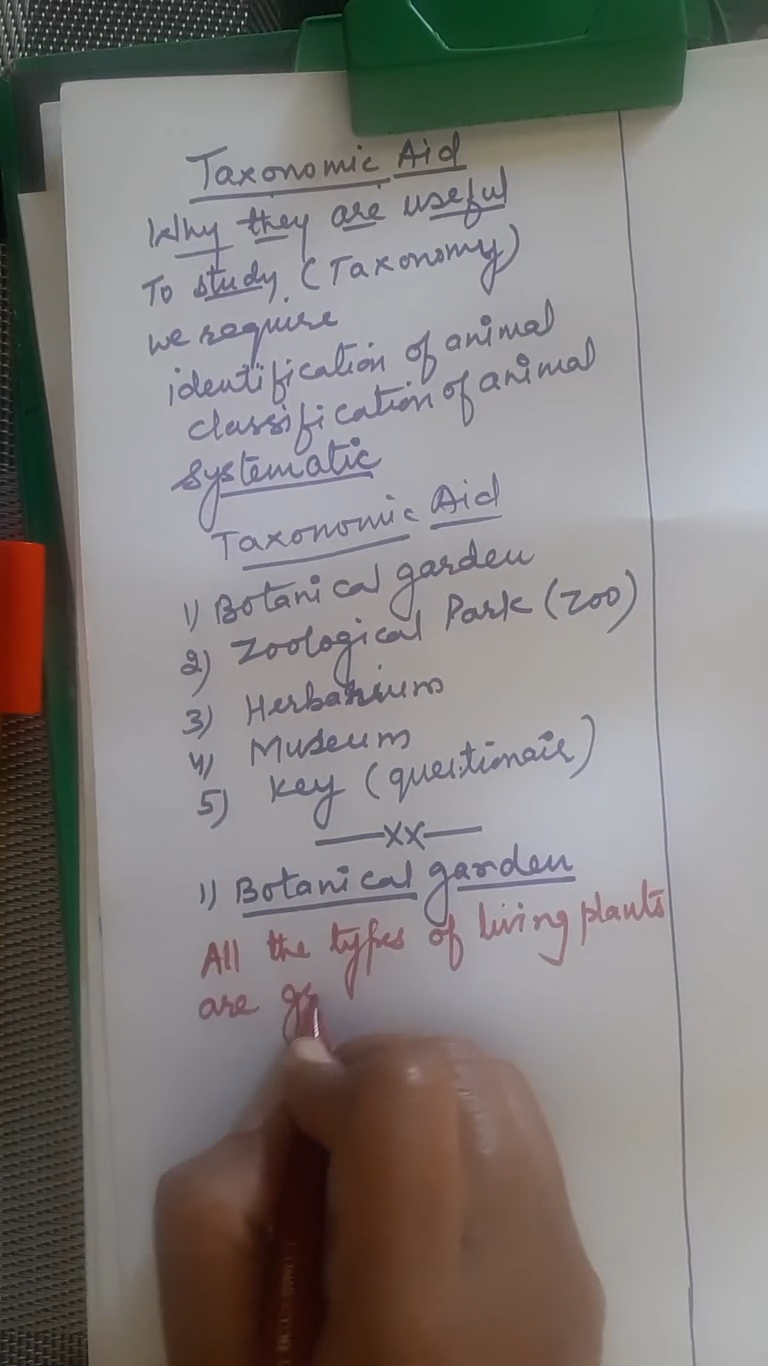 Taxonomic Aid
Why they are useful
To study (Taxonomy)
we require
identification of animal
classification of animal
Systematic
Taxonomic Aid
1) Botanical garden
2) Zoological Park (Zoo)
3) Herbarium
4) Museum
5) Key (questionair)
—XX—
1) Botanical garden
All the types of living plants
are gr